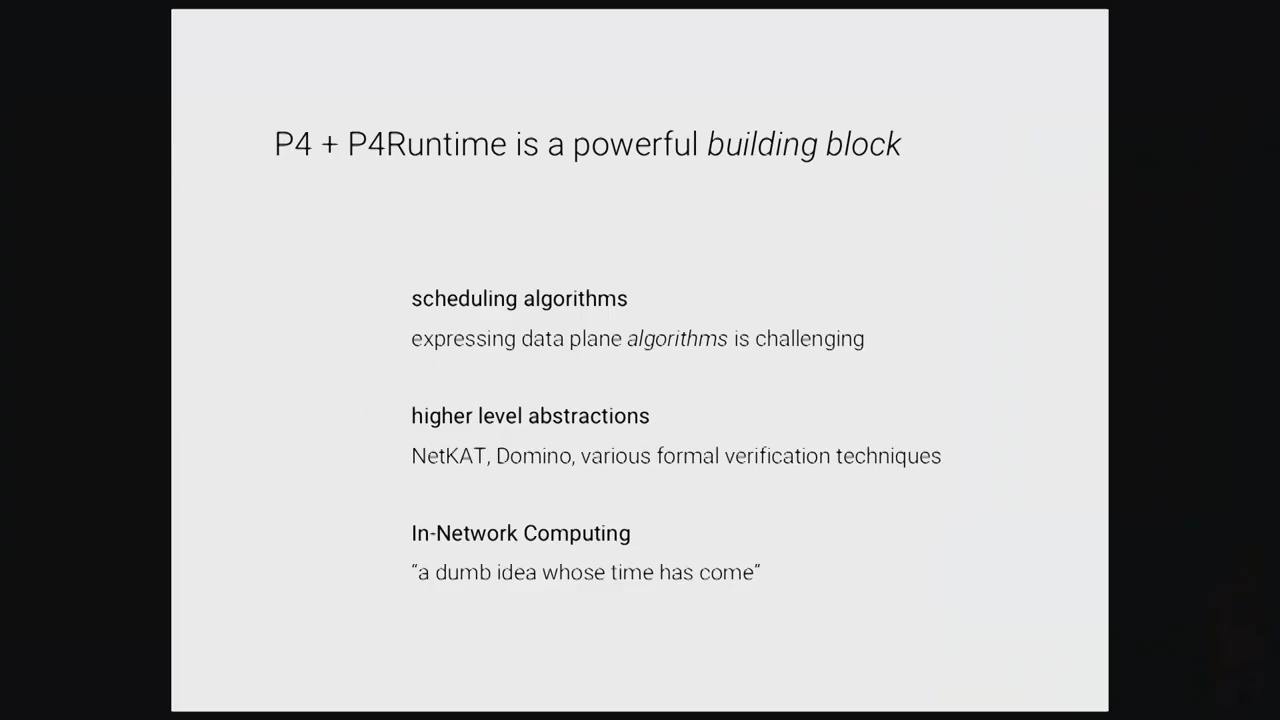 P4 + P4Runtime is a powerful building block
scheduling algorithms
expressing data plane algorithms is challenging
higher level abstractions
NetKAT, Domino, various formal verification techniques
In-Network Computing
“a dumb idea whose time has come”